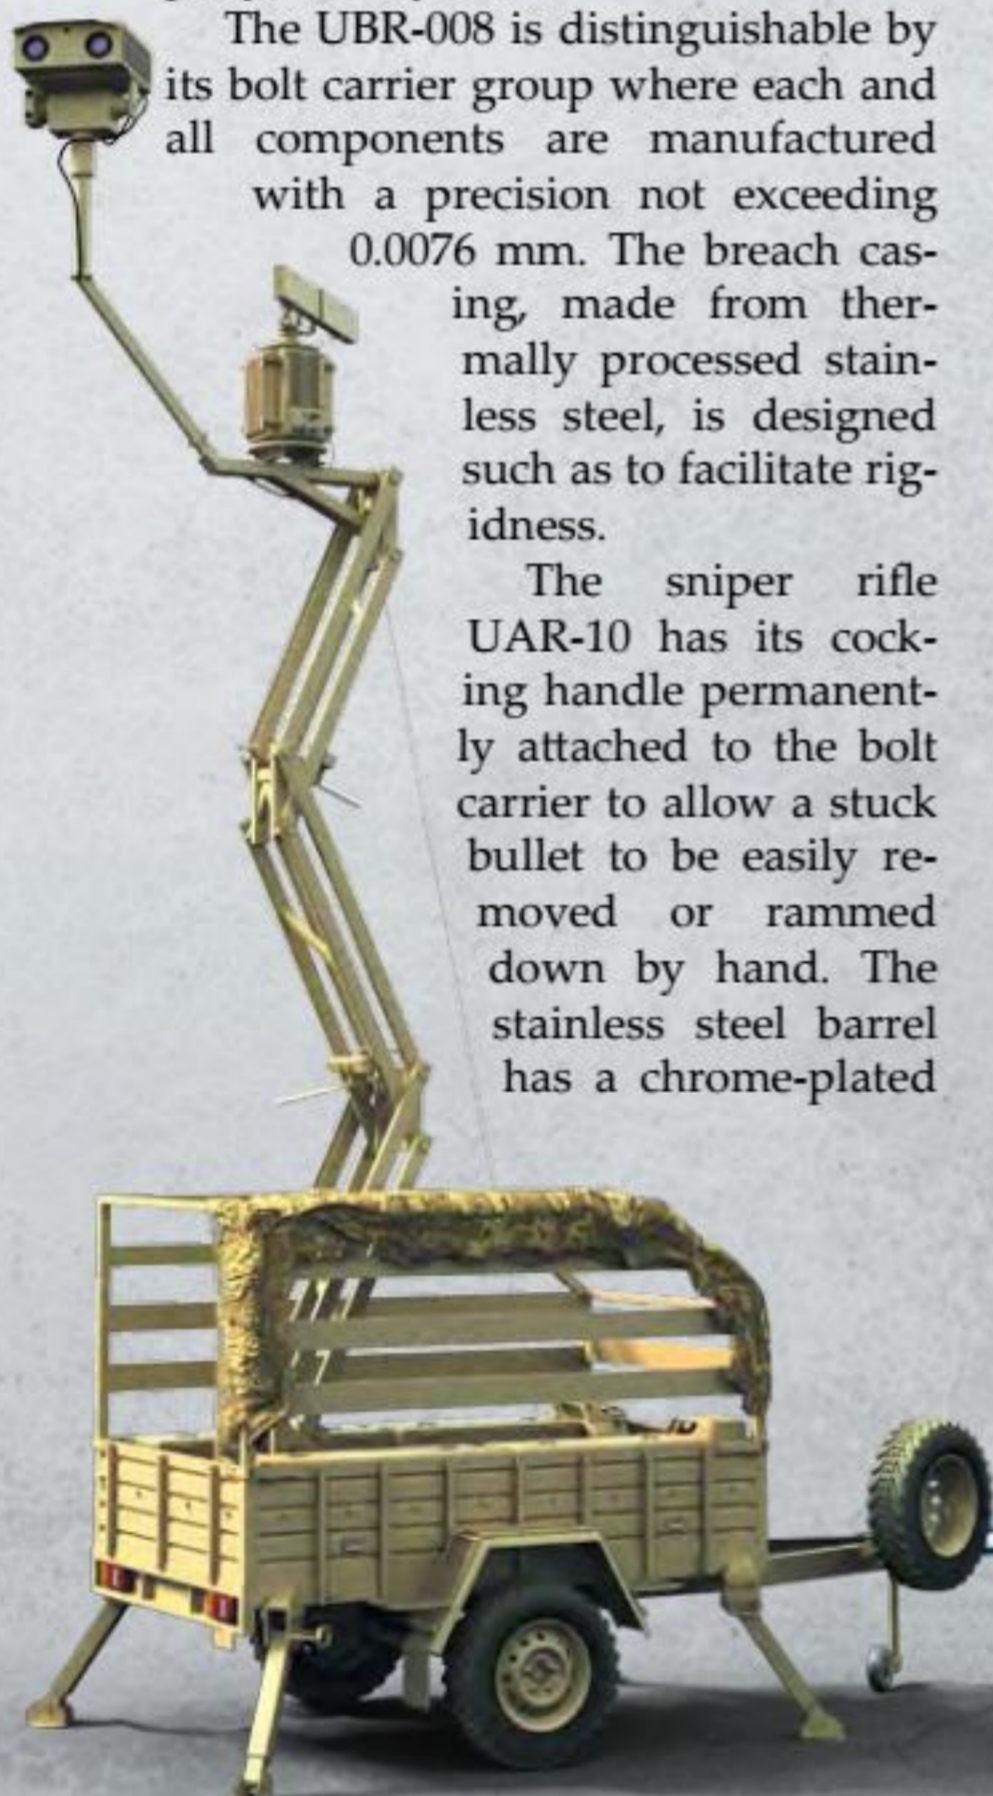 The UBR-008 is distinguishable by
its bolt carrier group where each and
all components are manufactured
with a precision not exceeding
0.0076 mm. The breach cas-
ing, made from ther-
mally processed stain-
less steel, is designed
such as to facilitate rig-
idness.
The sniper rifle
UAR-10 has its cock-
ing handle permanent-
ly attached to the bolt
carrier to allow a stuck
bullet to be easily re-
moved or rammed
down by hand. The
stainless steel barrel
has a chrome-plated